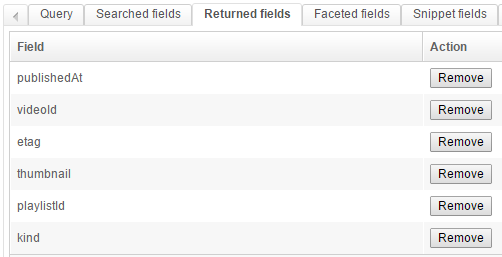 Query Searched fields Returned fields Faceted fields Snippet fields
Field Action
publishedAt Remove
videoId Remove
etag Remove
thumbnail Remove
playlistId Remove
kind Remove